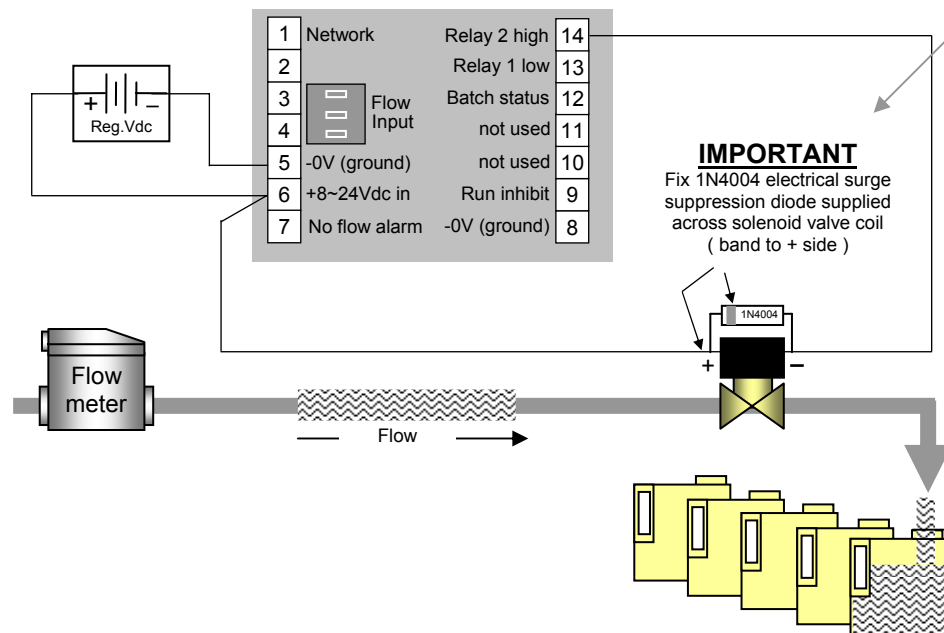 1 Network
2
3
4
Flow
Input
5 -0V (ground)
6 +8~24Vdc in
7 No flow alarm
Relay 2 high 14
Relay 1 low 13
Batch status 12
not used 11
not used 10
Run inhibit 9
-0V (ground) 8
+ −
Reg.Vdc
IMPORTANT
Fix 1N4004 electrical surge
suppression diode supplied
across solenoid valve coil
( band to + side )
1N4004
+ −
Flow
meter
Flow